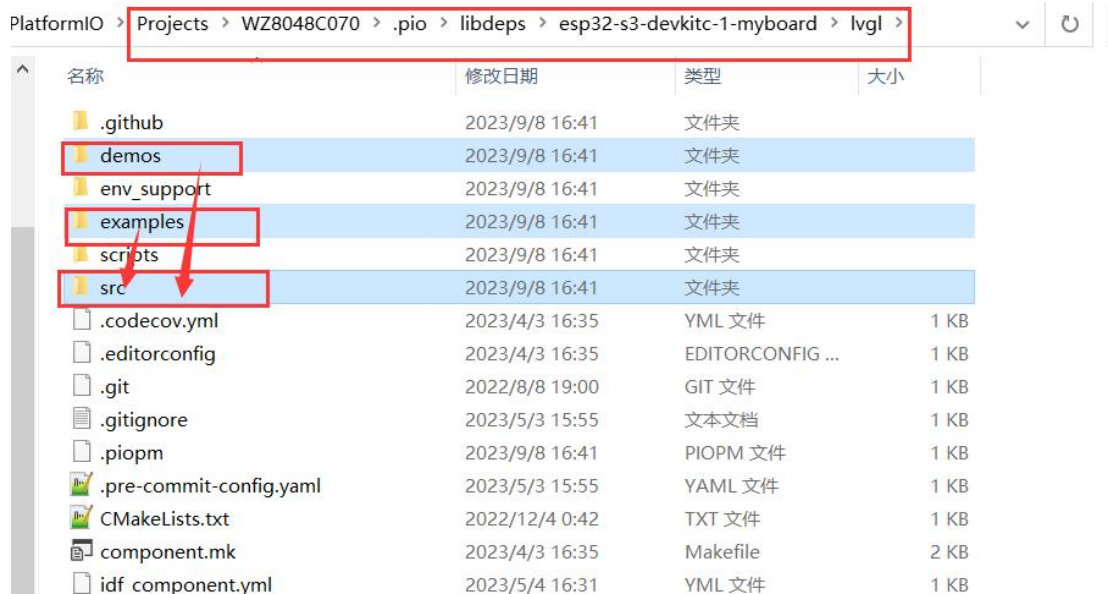 PlatformIO > Projects > WZ8048C070 > .pio > libdeps > esp32-s3-devkitc-1-myboard > lvgl >
名称 修改日期 类型 大小
.github 2023/9/8 16:41 文件夹
demos 2023/9/8 16:41 文件夹
env_support 2023/9/8 16:41 文件夹
examples 2023/9/8 16:41 文件夹
scripts 2023/9/8 16:41 文件夹
src 2023/9/8 16:41 文件夹
.codecov.yml 2023/4/3 16:35 YML 文件 1 KB
.editorconfig 2023/4/3 16:35 EDITORCONFIG ... 1 KB
.git 2022/8/8 19:00 GIT 文件 1 KB
.gitignore 2023/5/3 15:55 文本文档 1 KB
.piopm 2023/9/8 16:41 PIOPM 文件 1 KB
.pre-commit-config.yaml 2023/5/3 15:55 YAML 文件 1 KB
CMakeLists.txt 2022/12/4 0:42 TXT 文件 1 KB
component.mk 2023/4/3 16:35 Makefile 2 KB
idf_component.yml 2023/5/4 16:31 YML 文件 1 KB